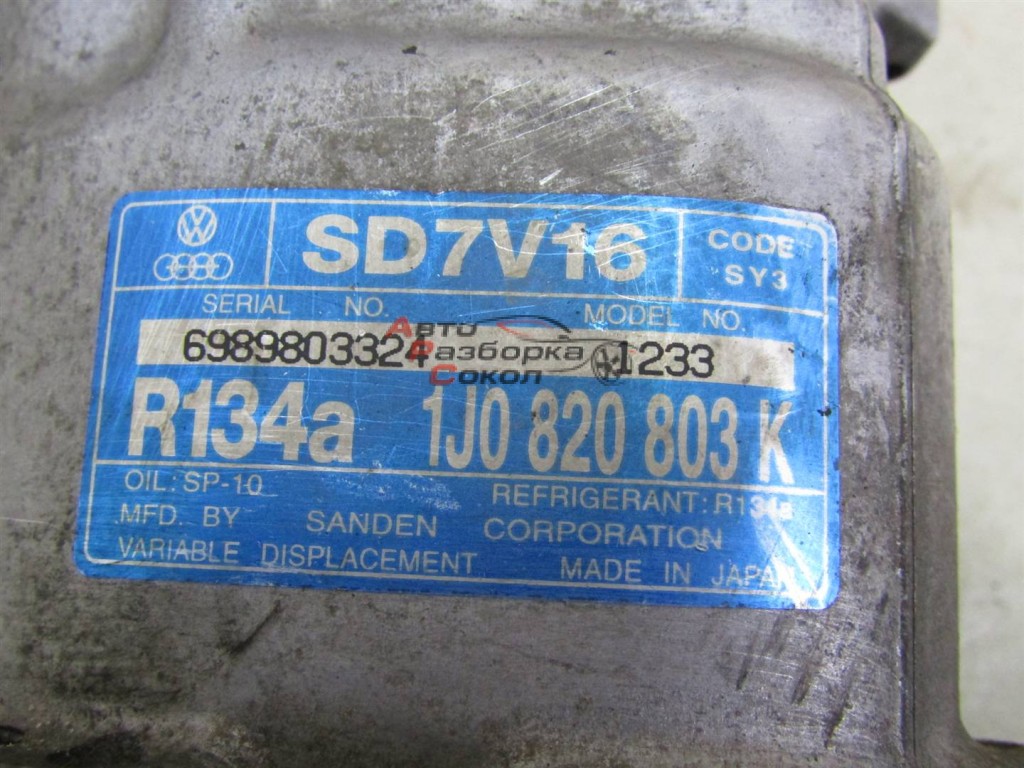 SD7V16
CODE
SY3
SERIAL NO. MODEL NO.
6989803324 1233
Авто
Разборка
Сокол
R134a 1J0 820 803 K
OIL: SP-10 REFRIGERANT: R134a
MFD. BY SANDEN CORPORATION
VARIABLE DISPLACEMENT MADE IN JAPAN